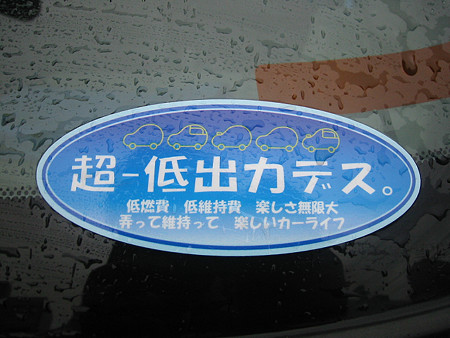 超-低出力デス。
低燃費 低維持費 楽しさ無限大
弄って維持って、楽しいカーライフ